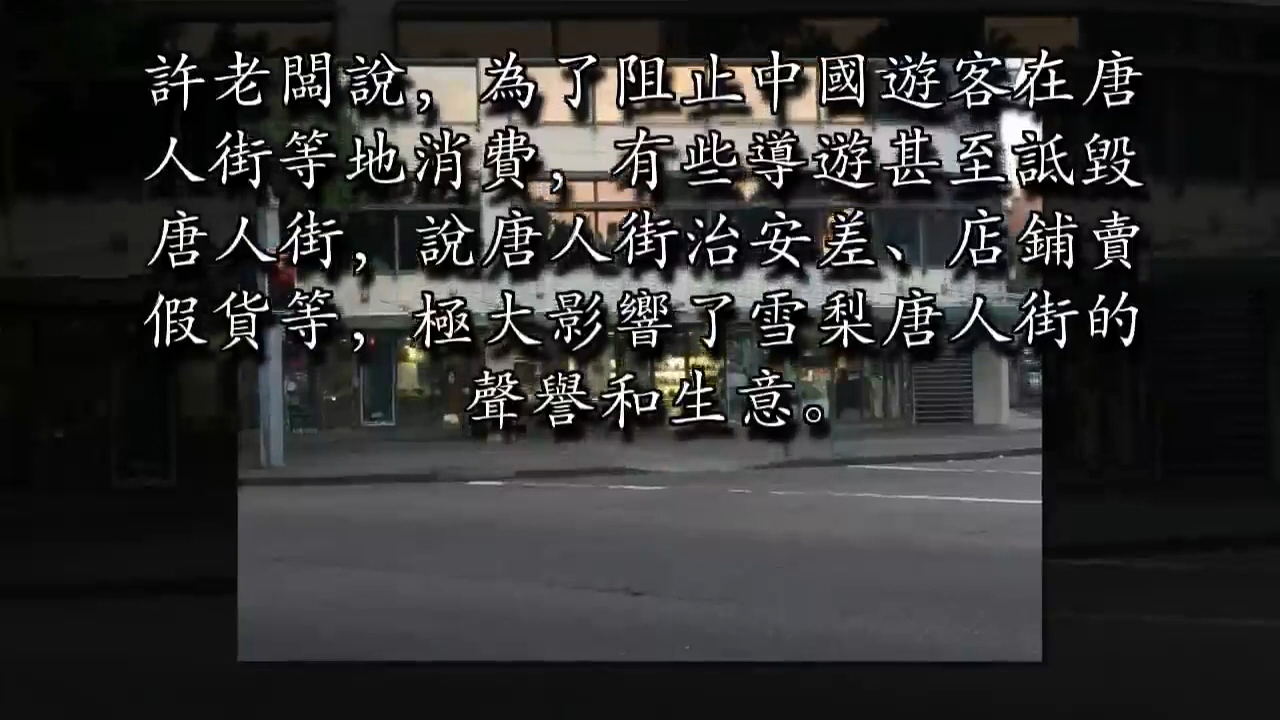 許老闆說，為了阻止中國遊客在唐
人街等地消費，有些導遊甚至詆毀
唐人街，說唐人街治安差、店鋪賣
假貨等，極大影響了雪梨唐人街的
聲譽和生意。